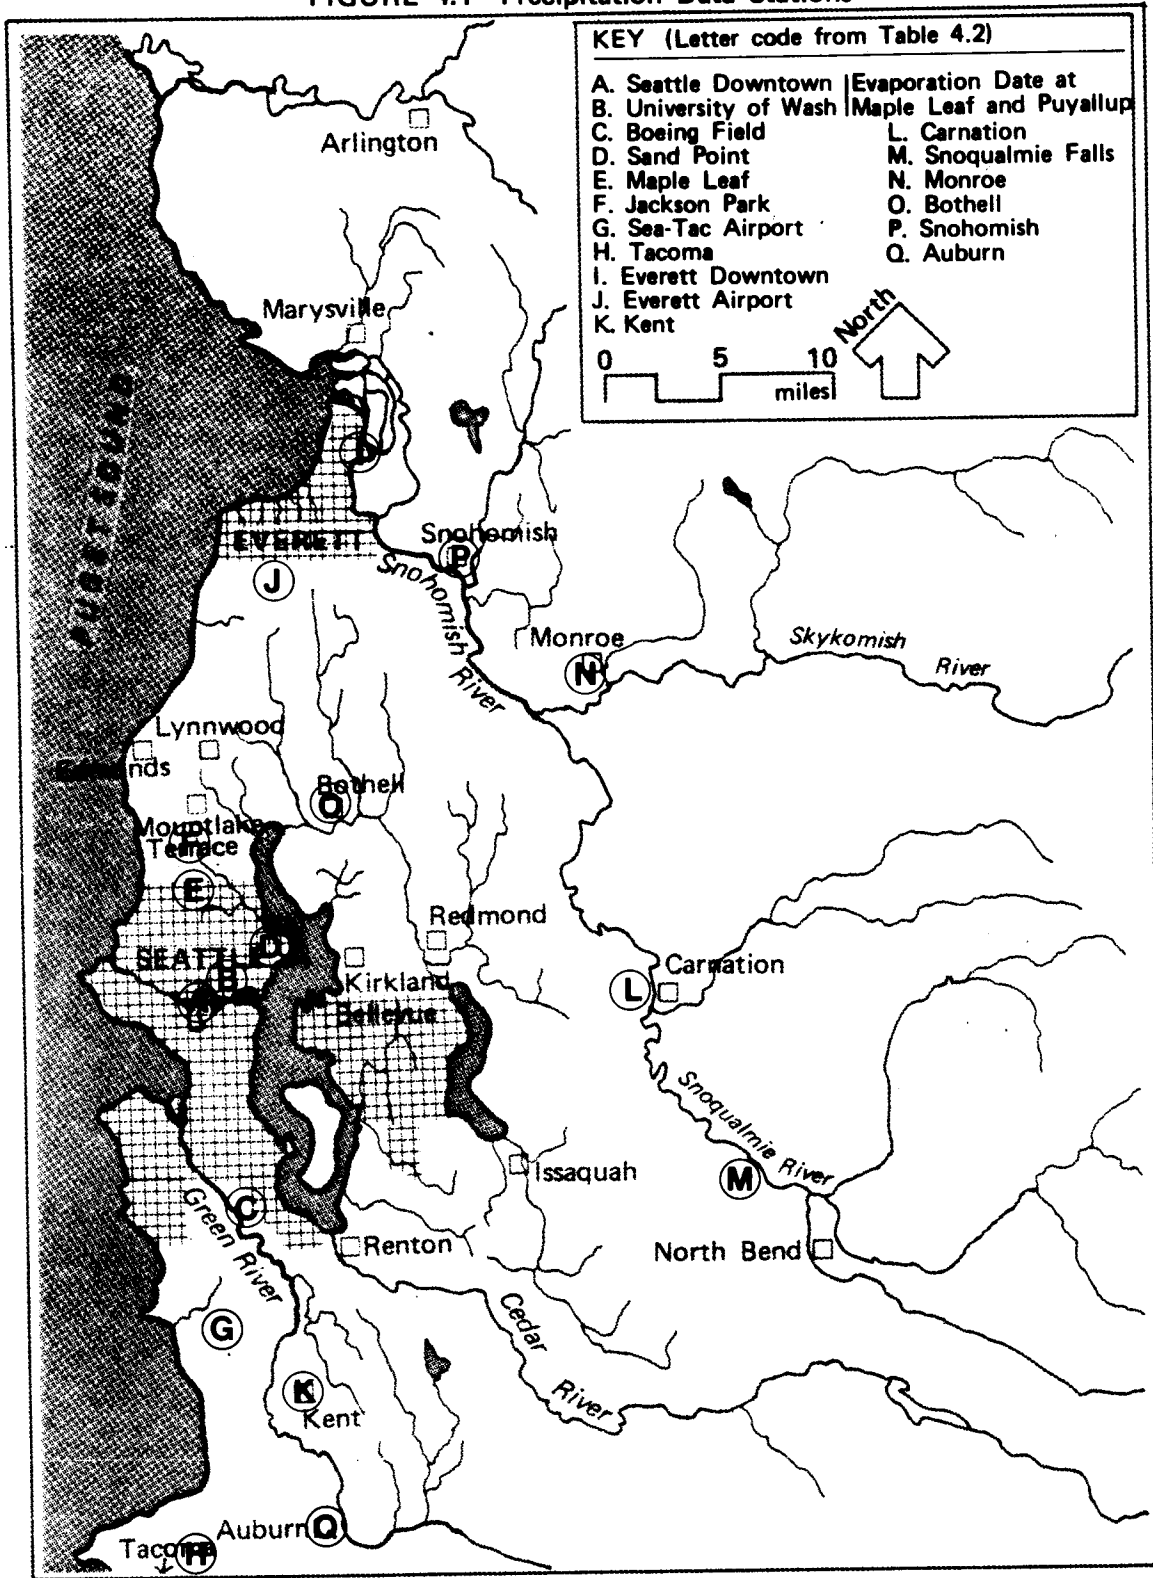 FIGURE 4.1 Precipitation Data Stations
KEY (Letter code from Table 4.2)
A. Seattle Downtown
B. University of Wash
C. Boeing Field
D. Sand Point
E. Maple Leaf
F. Jackson Park
G. Sea-Tac Airport
H. Tacoma
I. Everett Downtown
J. Everett Airport
K. Kent
Evaporation Date at
Maple Leaf and Puyallup
L. Carnation
M. Snoqualmie Falls
N. Monroe
O. Bothell
P. Snohomish
Q. Auburn
North
0 5 10
miles
Arlington
Marysville
PUGET SOUND
EVERETT
J
Snohomish
P
Snohomish
River
Monroe
N
Skykomish
River
Lynnwood
Edmonds
Bothell
O
Mountlake
Terrace
F
E
Redmond
SEATTLE
D
B
Kirkland
Bellevue
Carnation
L
Snoqualmie River
M
Issaquah
C
Green River
Renton
North Bend
G
Cedar
River
K
Kent
Auburn
Q
Tacoma
H